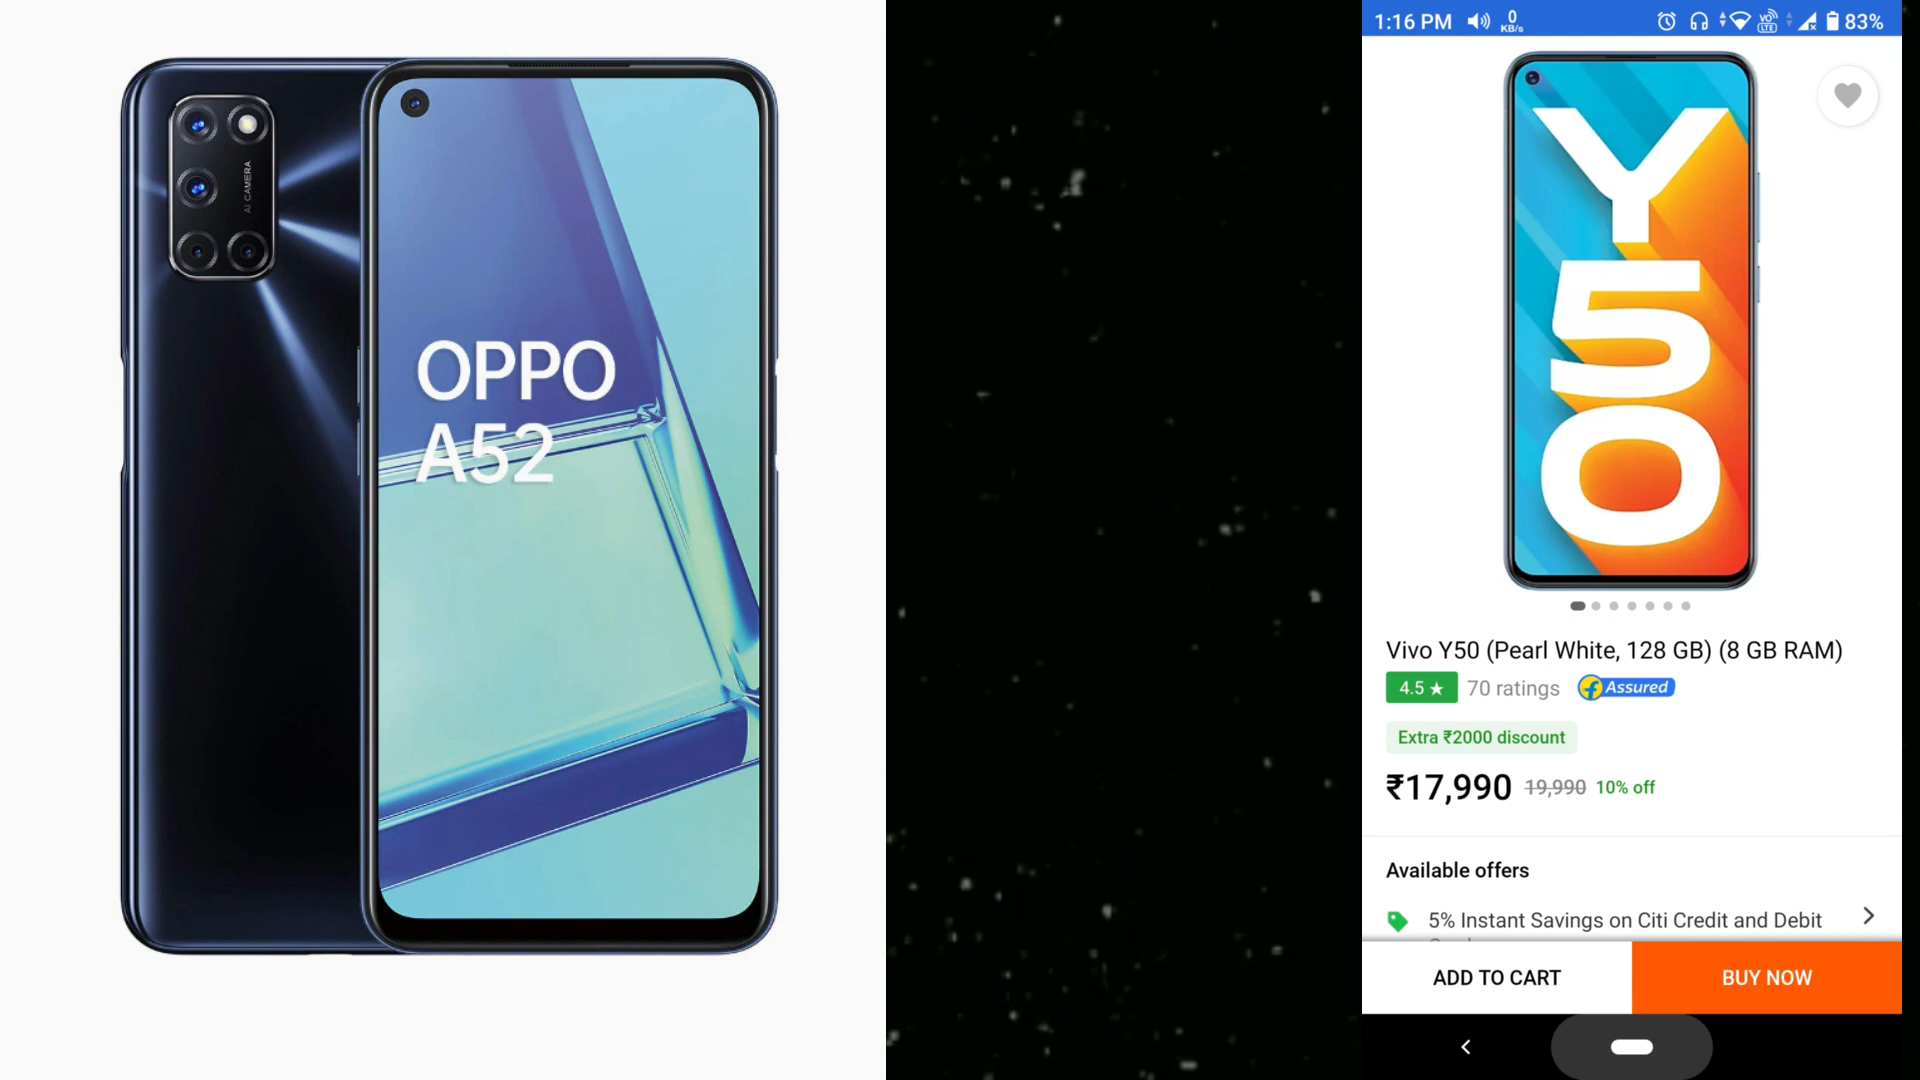 AI CAMERA
OPPO
A52
1:16 PM 0 KB/s VO LTE 83%
Y
5
0
Vivo Y50 (Pearl White, 128 GB) (8 GB RAM)
4.5 ★ 70 ratings f Assured
Extra ₹2000 discount
₹17,990 19,990 10% off
Available offers
5% Instant Savings on Citi Credit and Debit
ADD TO CART BUY NOW